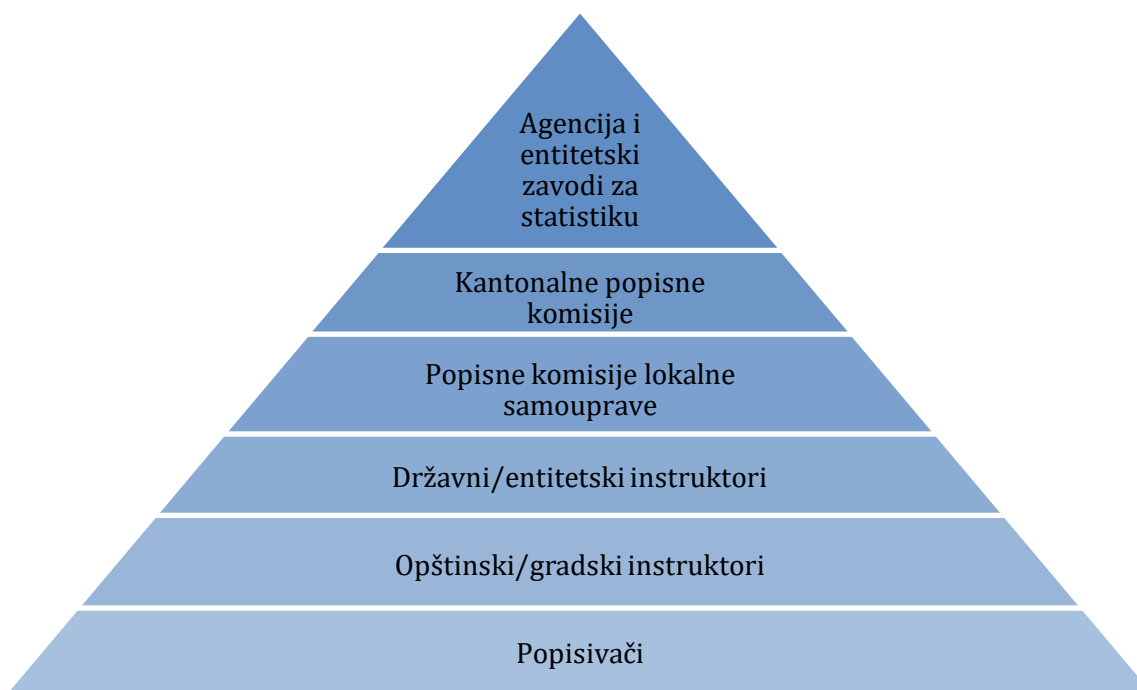 Agencija i
entitetski
zavodi za
statistiku
Kantonalne popisne
komisije
Popisne komisije lokalne
samouprave
Državni/entitetski instruktori
Opštinski/gradski instruktori
Popisivači